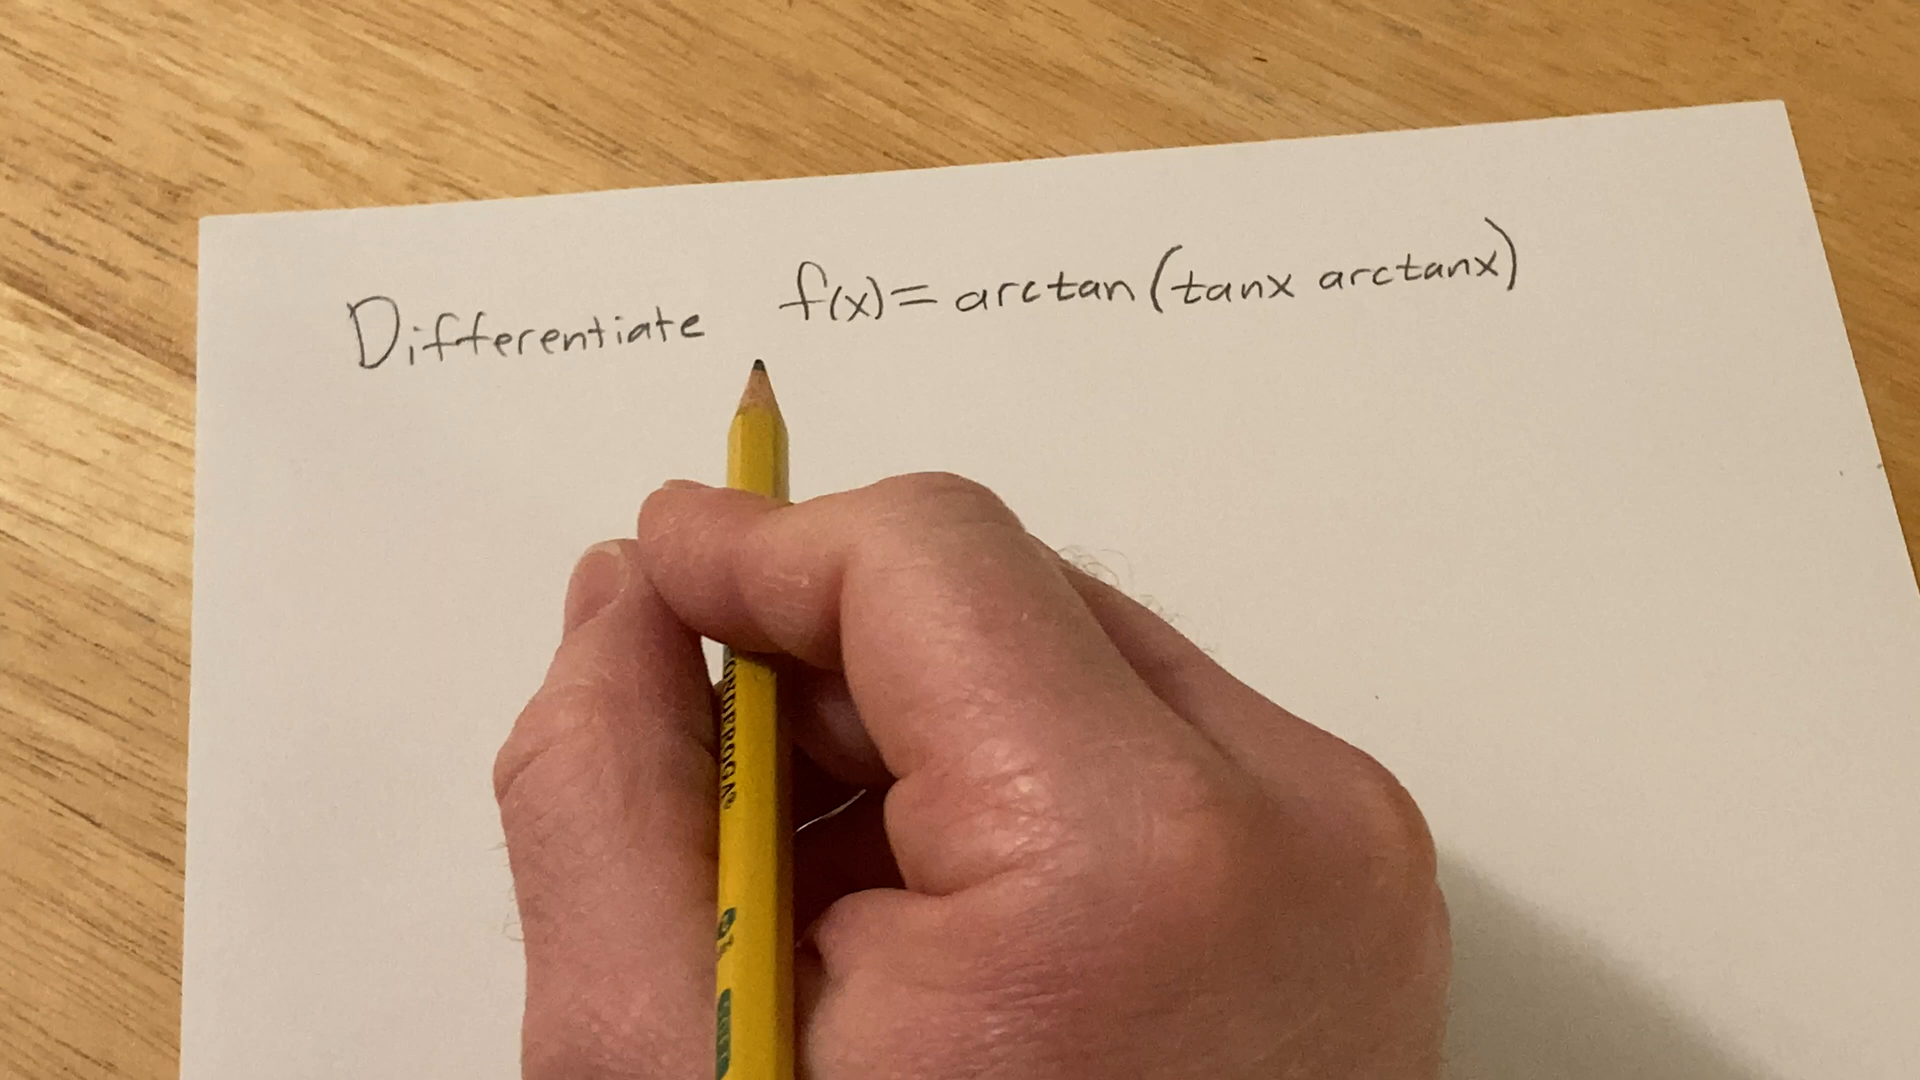 Differentiate f(x) = arctan (tanx arctanx)